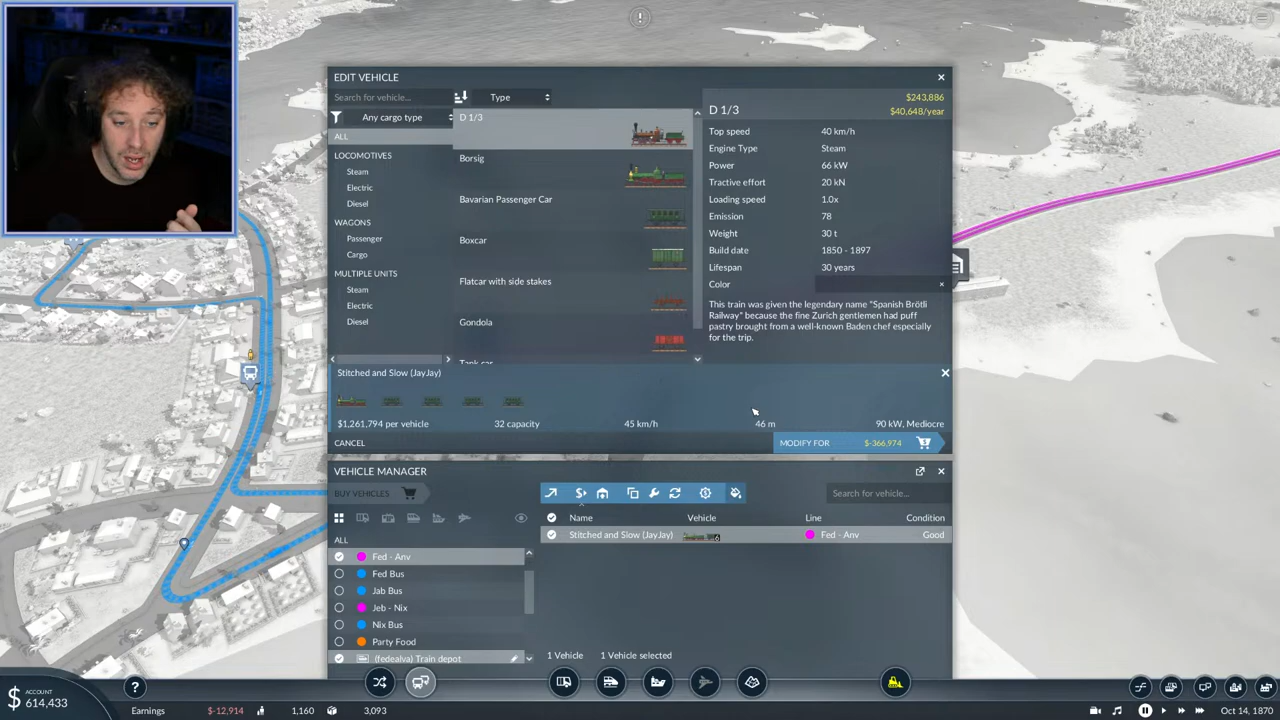 EDIT VEHICLE
Search for vehicle...
Type
Any cargo type
ALL
LOCOMOTIVES
Steam
Electric
Diesel
WAGONS
Passenger
Cargo
MULTIPLE UNITS
Steam
Electric
Diesel
D 1/3
Borsig
Bavarian Passenger Car
Boxcar
Flatcar with side stakes
Gondola
Tank car
$243,886
D 1/3
$40,648/year
Top speed 40 km/h
Engine Type Steam
Power 66 kW
Tractive effort 20 kN
Loading speed 1.0x
Emission 78
Weight 30 t
Build date 1850 - 1897
Lifespan 30 years
Color
This train was given the legendary name "Spanish Brötli
Railway" because the fine Zurich gentlemen had puff
pastry brought from a well-known Baden chef especially
for the trip.
Stitched and Slow (JayJay)
$1,261,794 per vehicle 32 capacity 45 km/h 46 m 90 kW, Mediocre
CANCEL
MODIFY FOR $-366,974
VEHICLE MANAGER
BUY VEHICLES
Search for vehicle...
ALL
Fed - Anv
Fed Bus
Jab Bus
Jeb - Nix
Nix Bus
Party Food
(fedealva) Train depot
Name Vehicle Line Condition
Stitched and Slow (JayJay) Fed - Anv Good
1 Vehicle 1 Vehicle selected
$ ACCOUNT
614,433
?
Earnings $-12,914 1,160 3,093
Oct 14, 1870